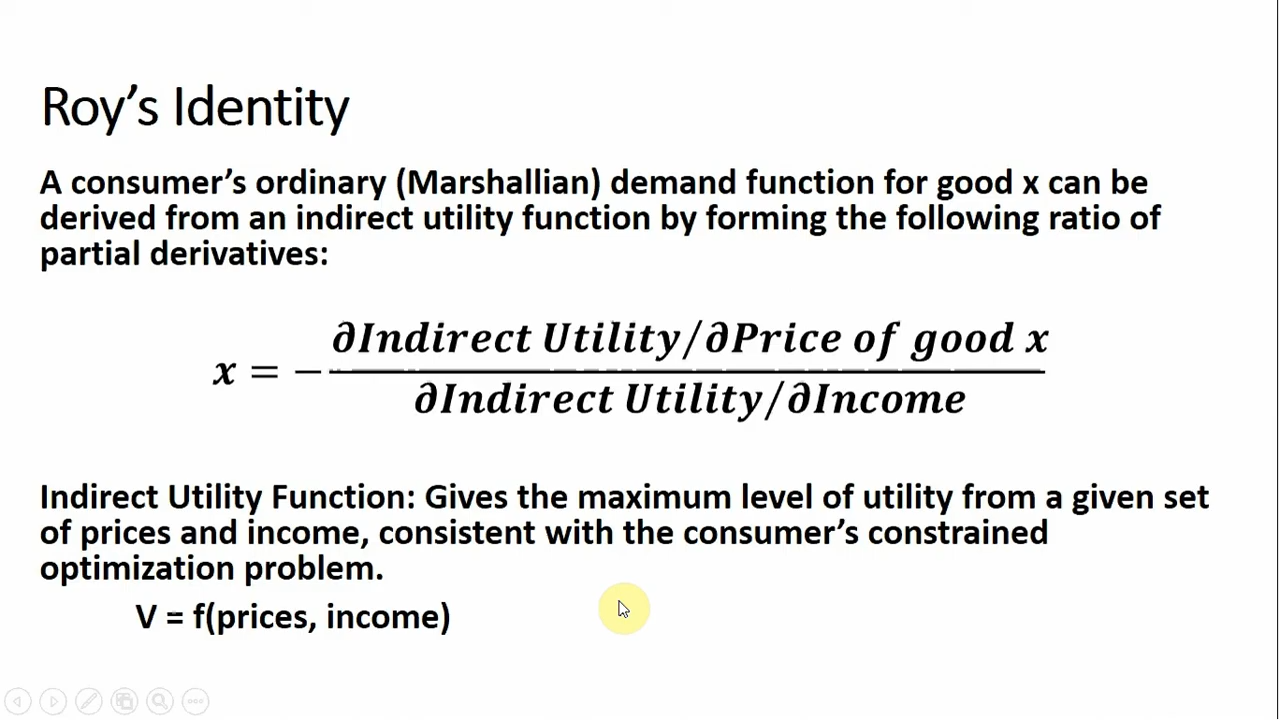 Roy’s Identity
A consumer’s ordinary (Marshallian) demand function for good x can be
derived from an indirect utility function by forming the following ratio of
partial derivatives:
x = − ∂Indirect Utility/∂Price of good x
∂Indirect Utility/∂Income
Indirect Utility Function: Gives the maximum level of utility from a given set
of prices and income, consistent with the consumer’s constrained
optimization problem.
V = f(prices, income)